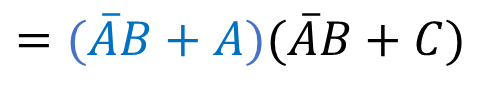 = (ĀB + A)(ĀB + C)